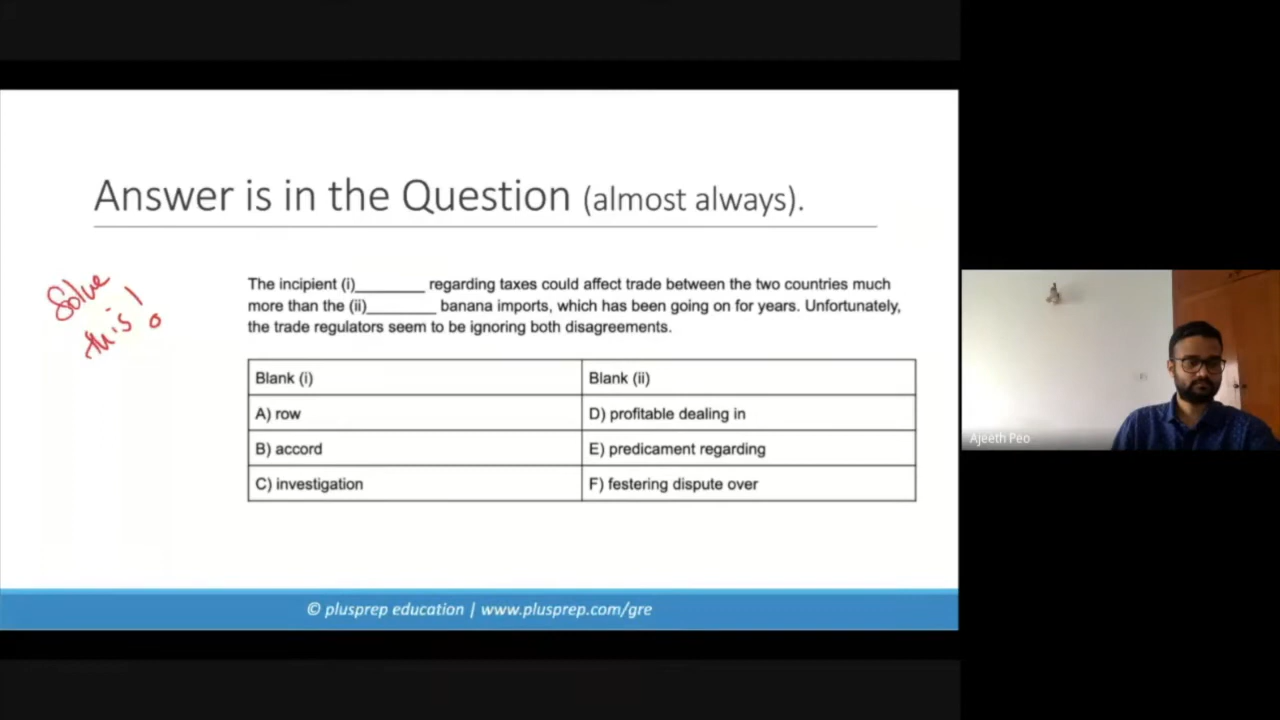 Answer is in the Question (almost always).
Solve
this!
The incipient (i)________ regarding taxes could affect trade between the two countries much
more than the (ii)________ banana imports, which has been going on for years. Unfortunately,
the trade regulators seem to be ignoring both disagreements.
Blank (i) Blank (ii)
A) row D) profitable dealing in
B) accord E) predicament regarding
C) investigation F) festering dispute over
Ajeeth Peo
© plusprep education | www.plusprep.com/gre